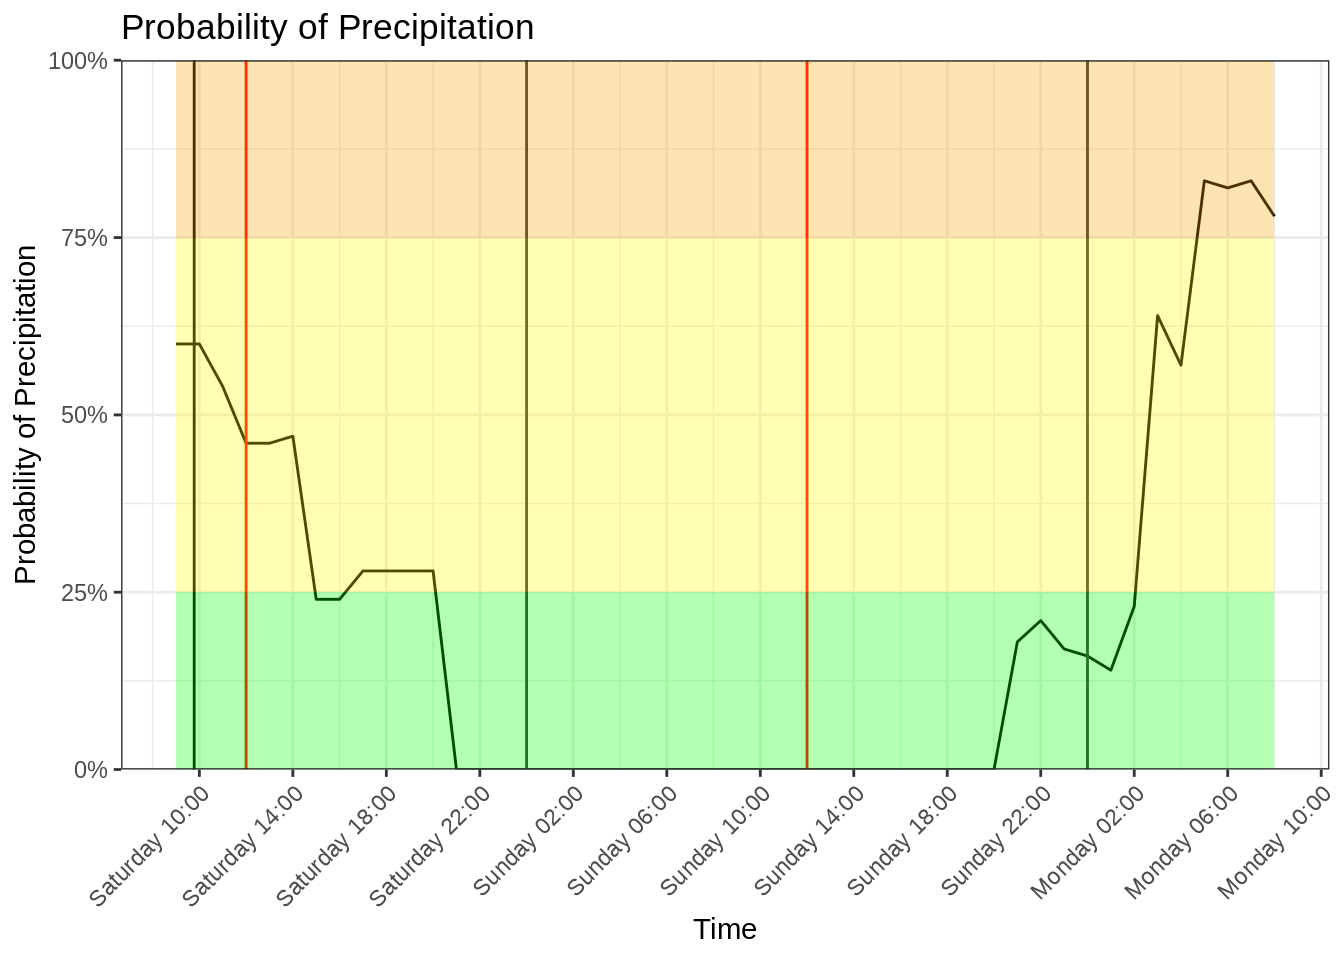 Probability of Precipitation
Probability of Precipitation
100%
75%
50%
25%
0%
Saturday 10:00
Saturday 14:00
Saturday 18:00
Saturday 22:00
Sunday 02:00
Sunday 06:00
Sunday 10:00
Sunday 14:00
Sunday 18:00
Sunday 22:00
Monday 02:00
Monday 06:00
Monday 10:00
Time